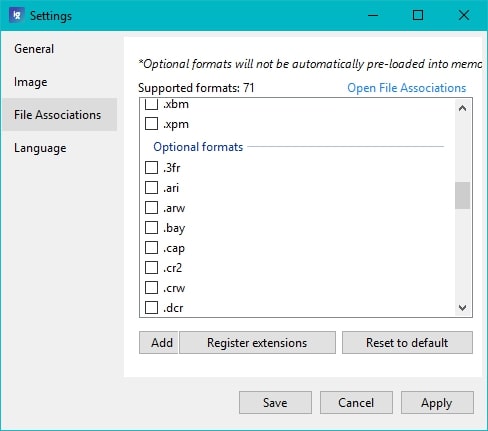 Settings
General
Image
File Associations
Language
*Optional formats will not be automatically pre-loaded into memo
Supported formats: 71
Open File Associations
.xbm
.xpm
Optional formats
.3fr
.ari
.arw
.bay
.cap
.cr2
.crw
.dcr
Add
Register extensions
Reset to default
Save
Cancel
Apply